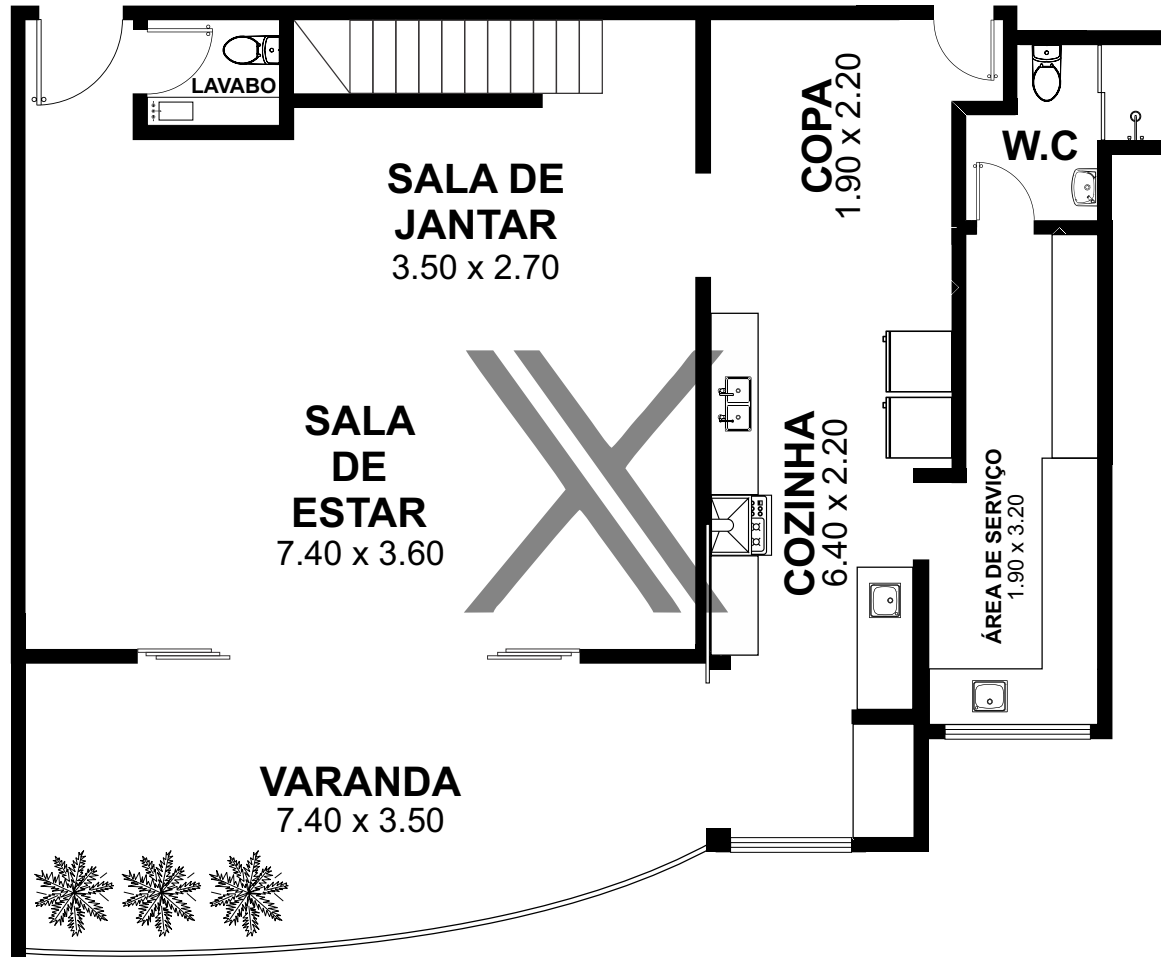 LAVABO
SALA DE
JANTAR
3.50 x 2.70
COPA
1.90 x 2.20
W.C
SALA
DE
ESTAR
7.40 x 3.60
COZINHA
6.40 x 2.20
ÁREA DE SERVIÇO
1.90 x 3.20
VARANDA
7.40 x 3.50